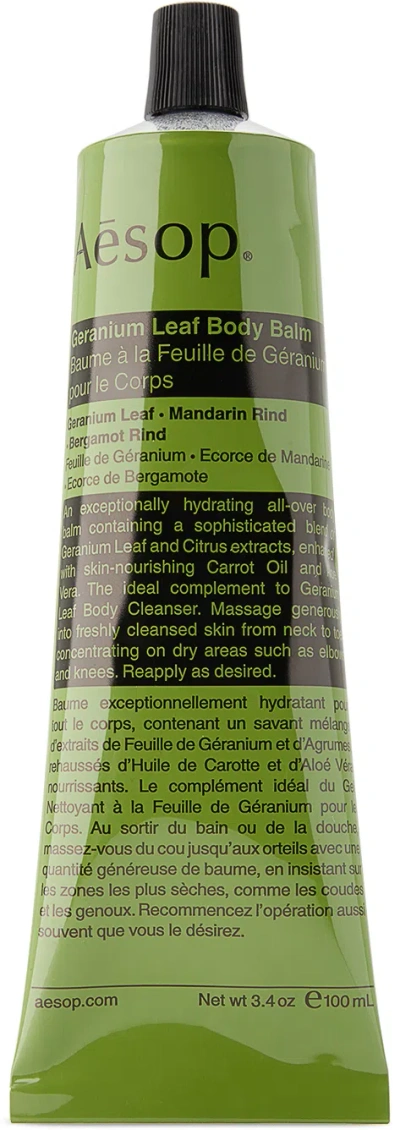 Aēsop.®
Geranium Leaf Body Balm
Baume à la Feuille de Géranium
pour le Corps
Geranium Leaf • Mandarin Rind
• Bergamot Rind
Feuille de Géranium • Ecorce de Mandarine
• Ecorce de Bergamote
An exceptionally hydrating all-over body
balm containing a sophisticated blend of
Geranium Leaf and Citrus extracts, enhanced
with skin-nourishing Carrot Oil and
Vera. The ideal complement to Geranium
Leaf Body Cleanser. Massage generously
into freshly cleansed skin from neck to toe,
concentrating on dry areas such as elbows
and knees. Reapply as desired.
Baume exceptionnellement hydratant pour
tout le corps, contenant un savant mélange
d'extraits de Feuille de Géranium et d'Agrumes,
rehaussés d'Huile de Carotte et d'Aloé Véra
nourrissants. Le complément idéal du Gel
Nettoyant à la Feuille de Géranium pour le
Corps. Au sortir du bain ou de la douche,
massez-vous du cou jusqu'aux orteils avec une
quantité généreuse de baume, en insistant sur
les zones les plus sèches, comme les coudes
et les genoux. Recommencez l'opération aussi
souvent que vous le désirez.
aesop.com Net wt 3.4 oz ℮100 mL